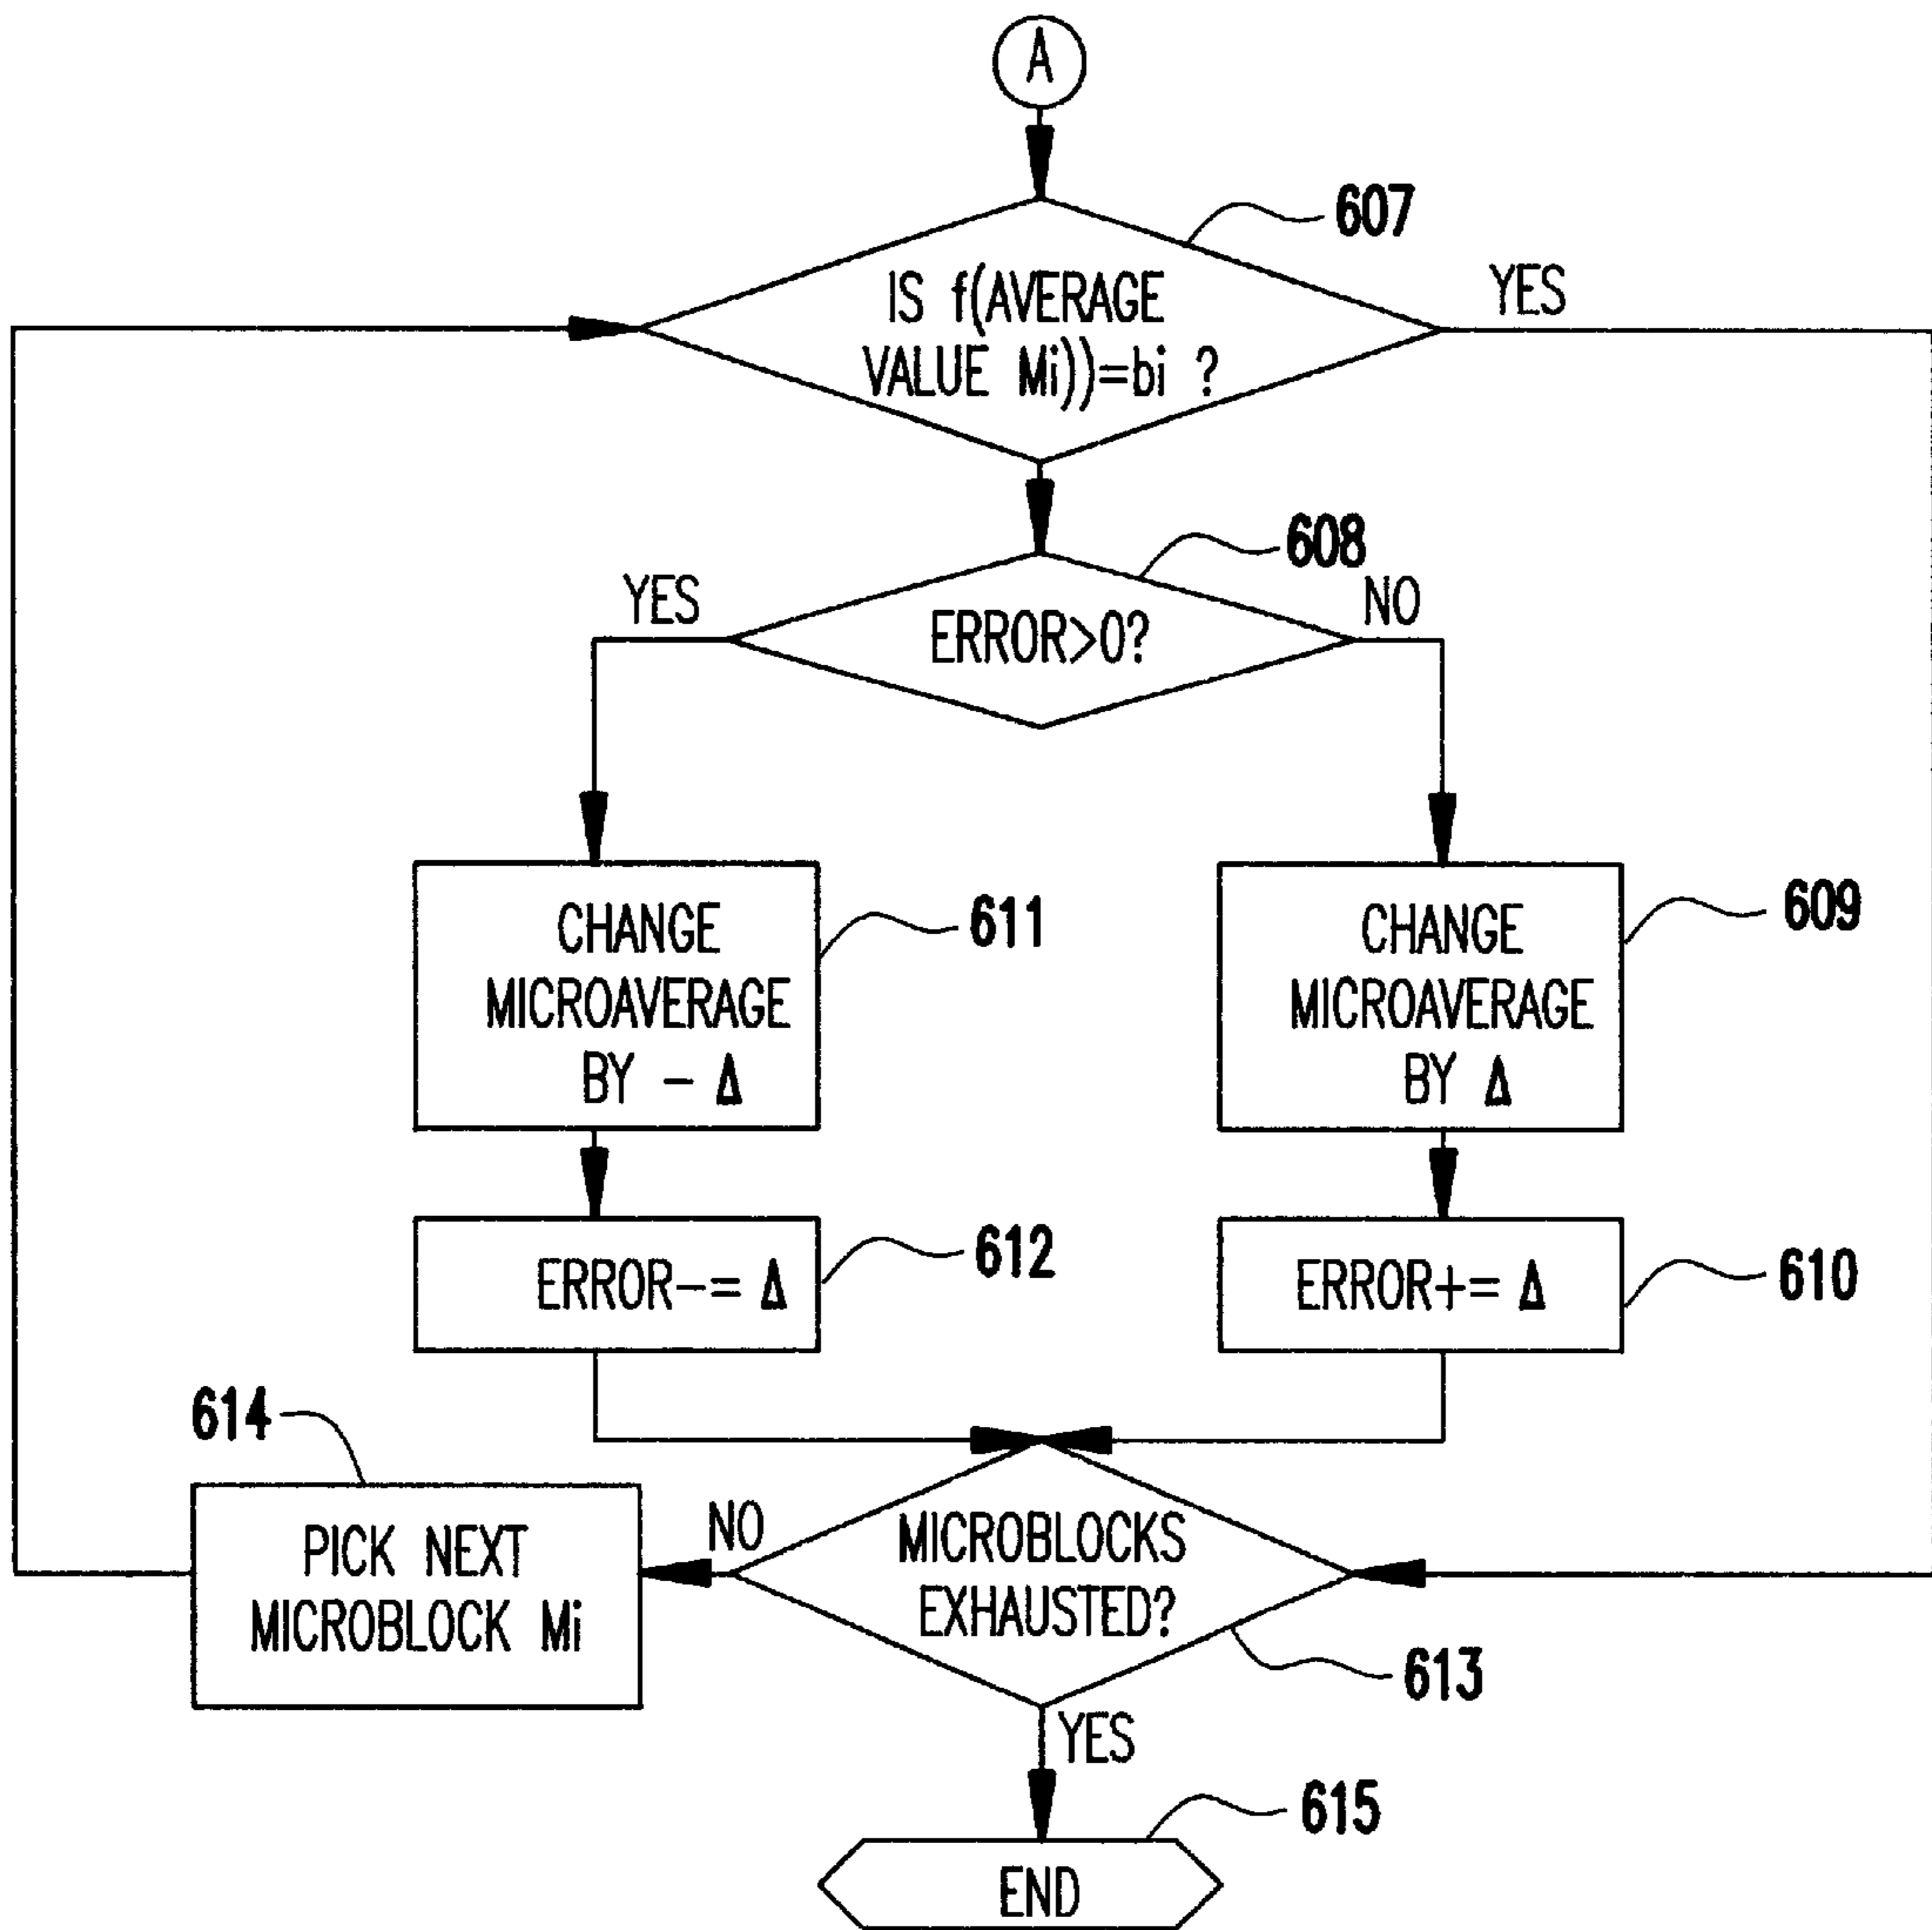 A
607
IS f(AVERAGE
VALUE Mi))=bi ?
YES
608
YES
ERROR>0?
NO
CHANGE
MICROAVERAGE
BY - Δ
611
CHANGE
MICROAVERAGE
BY Δ
609
ERROR-= Δ
612
ERROR+= Δ
610
614
PICK NEXT
MICROBLOCK Mi
NO
MICROBLOCKS
EXHAUSTED?
613
YES
615
END